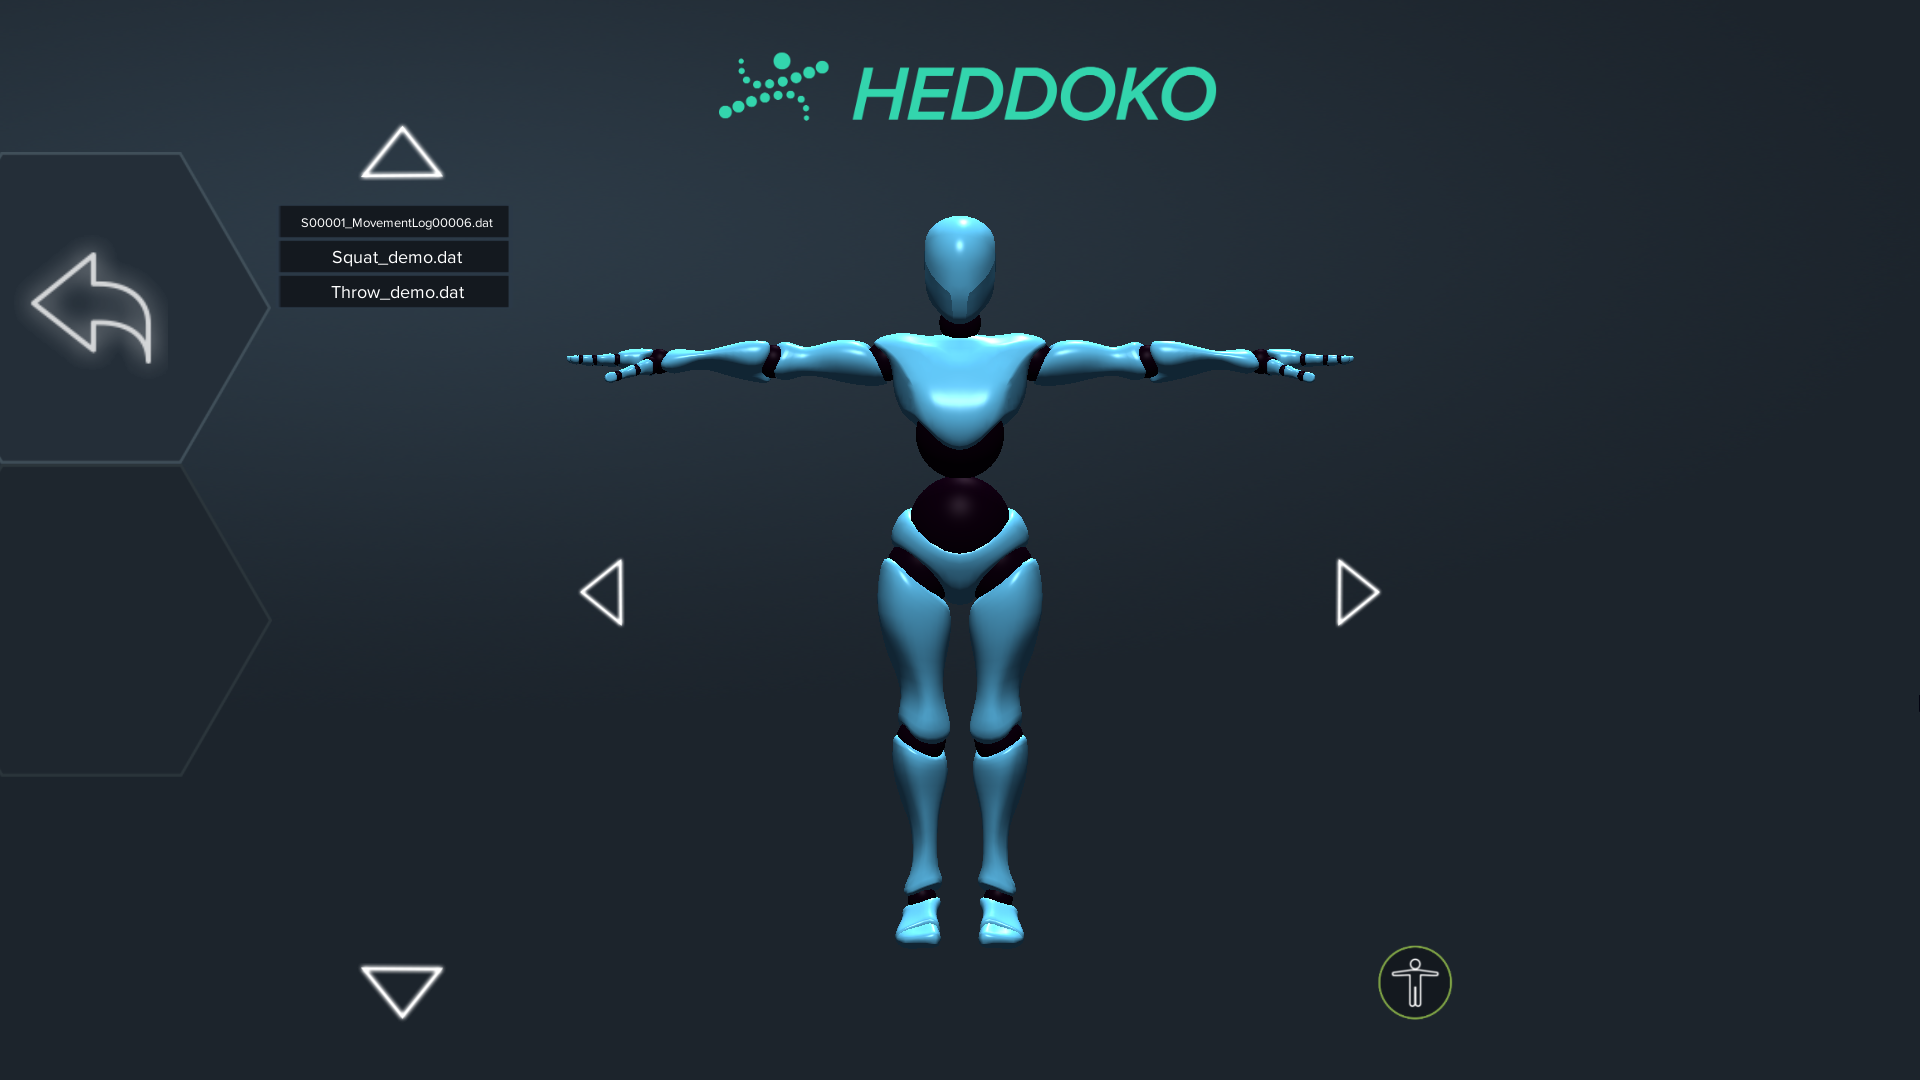 HEDDOKO
S00001_MovementLog00006.dat
Squat_demo.dat
Throw_demo.dat